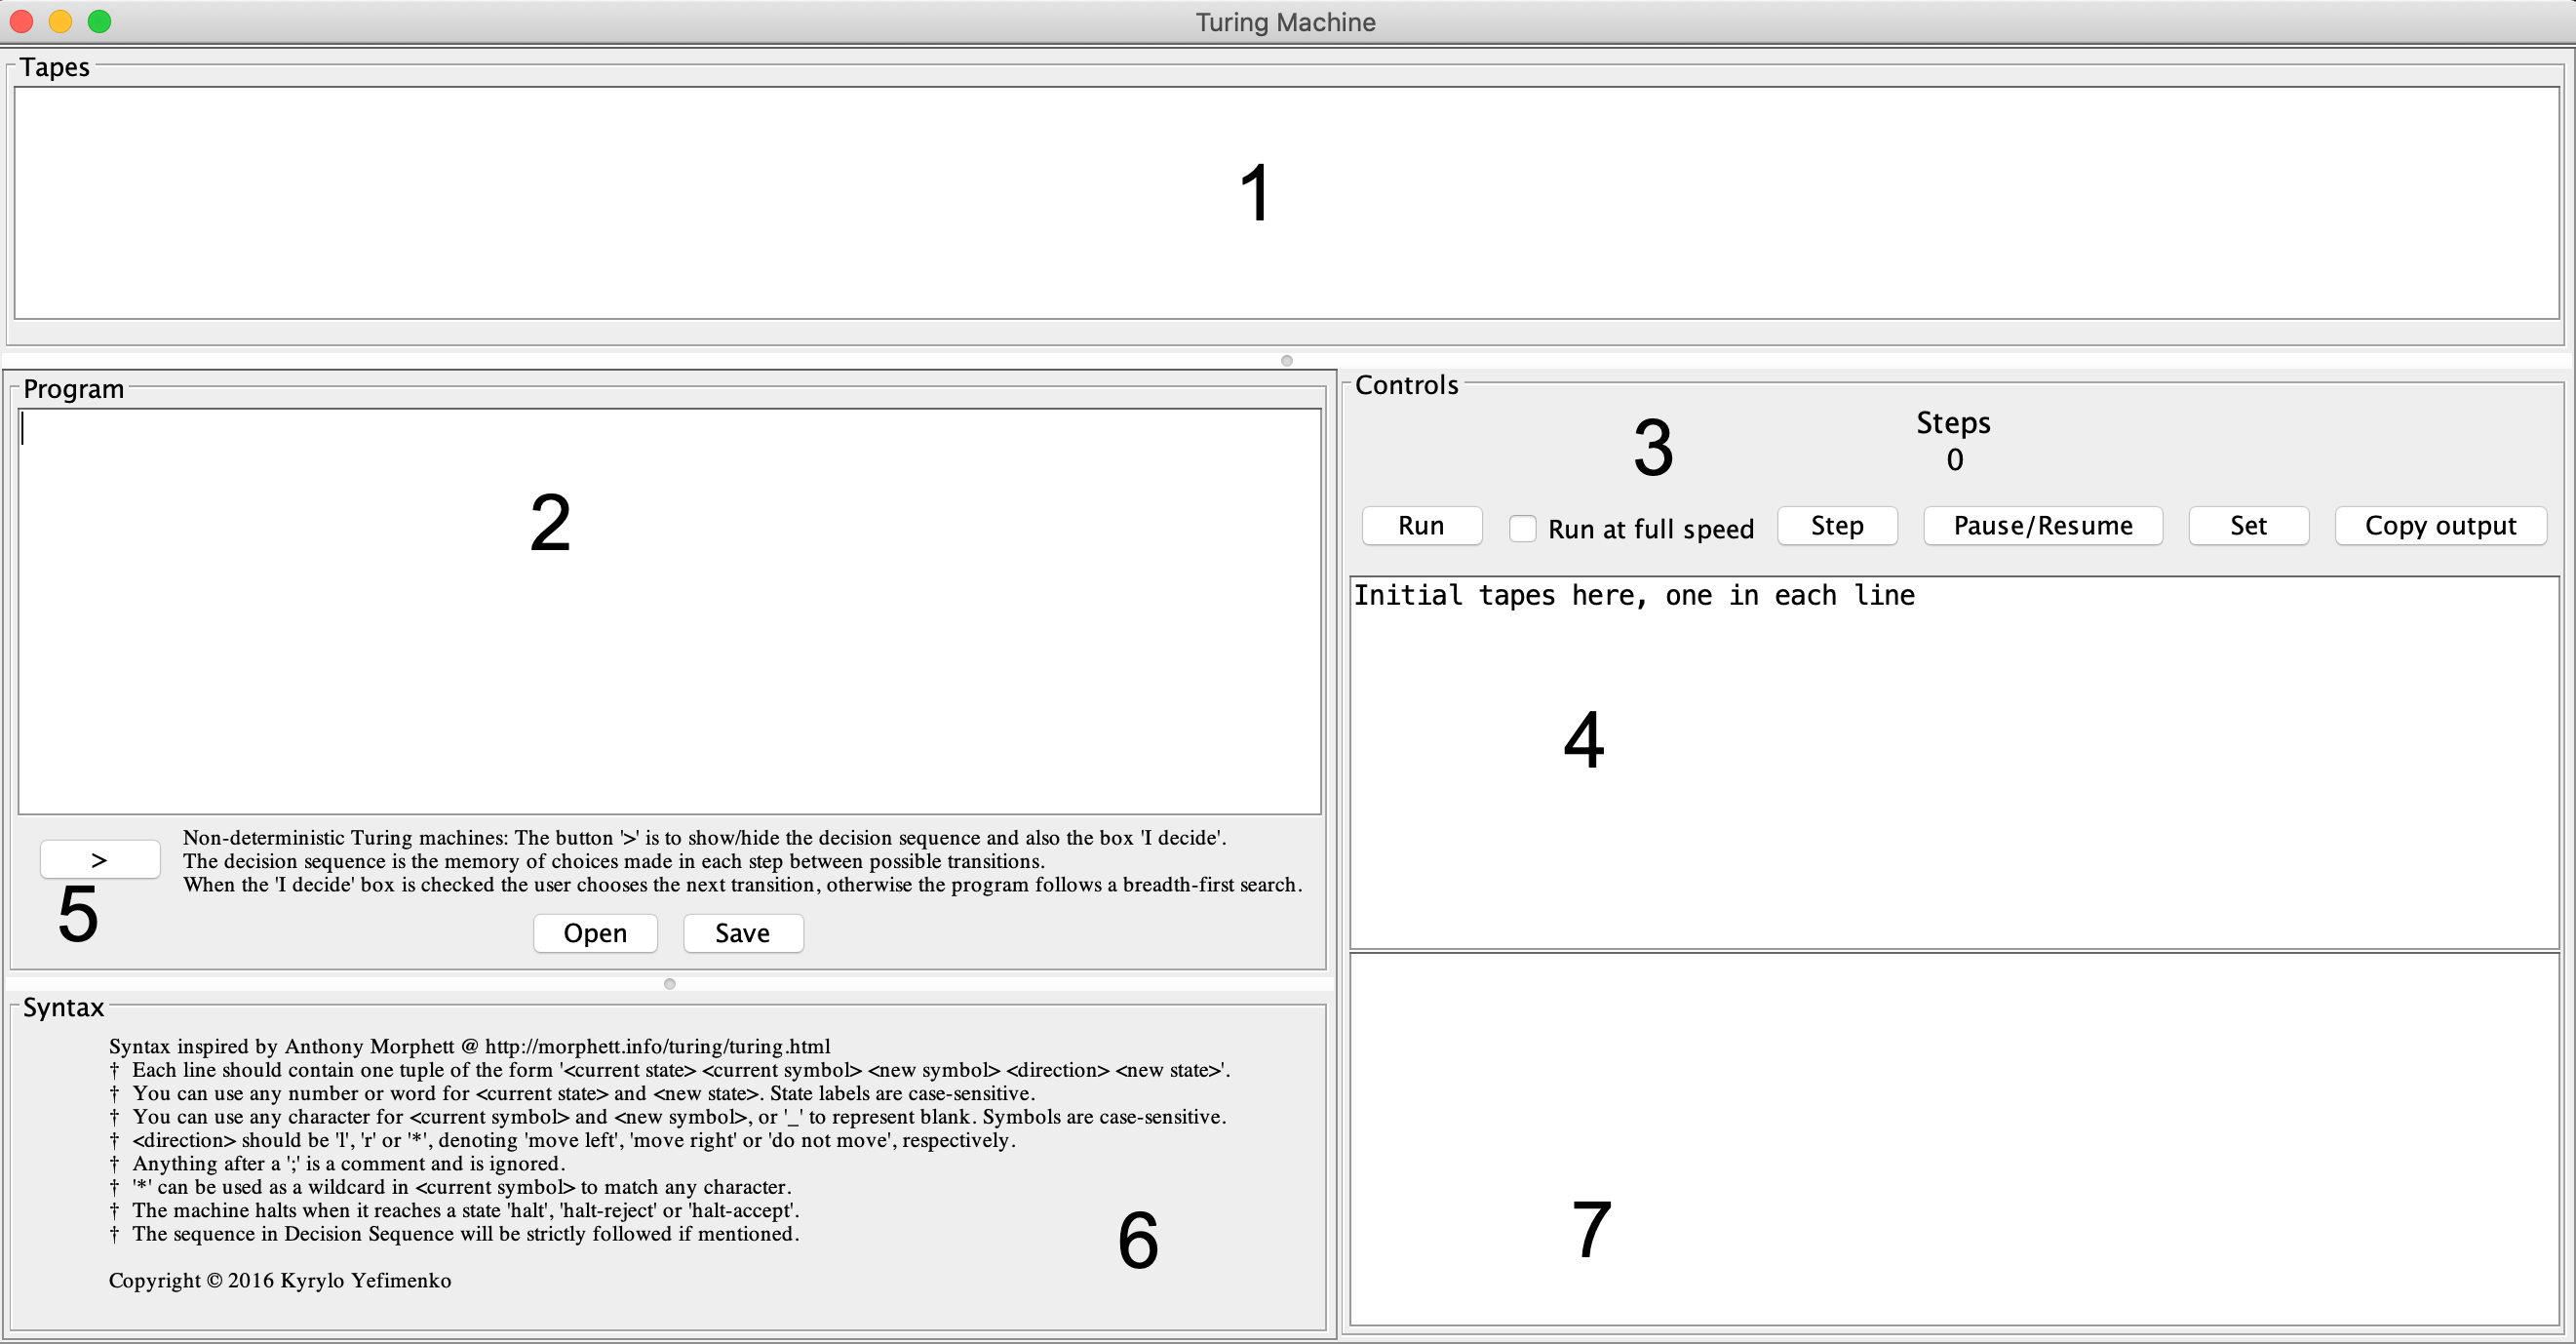 Turing Machine
Tapes
1
Program
2
>
Non-deterministic Turing machines: The button '>' is to show/hide the decision sequence and also the box 'I decide'.
The decision sequence is the memory of choices made in each step between possible transitions.
When the 'I decide' box is checked the user chooses the next transition, otherwise the program follows a breadth-first search.
5
Open Save
Syntax
Syntax inspired by Anthony Morphett @ http://morphett.info/turing/turing.html
† Each line should contain one tuple of the form '<current state> <current symbol> <new symbol> <direction> <new state>'.
† You can use any number or word for <current state> and <new state>. State labels are case-sensitive.
† You can use any character for <current symbol> and <new symbol>, or '_' to represent blank. Symbols are case-sensitive.
† <direction> should be 'l', 'r' or '*', denoting 'move left', 'move right' or 'do not move', respectively.
† Anything after a ';' is a comment and is ignored.
† '*' can be used as a wildcard in <current symbol> to match any character.
† The machine halts when it reaches a state 'halt', 'halt-reject' or 'halt-accept'.
† The sequence in Decision Sequence will be strictly followed if mentioned.
6
Copyright © 2016 Kyrylo Yefimenko
Controls
3
Steps
0
Run Run at full speed Step Pause/Resume Set Copy output
Initial tapes here, one in each line
4
7